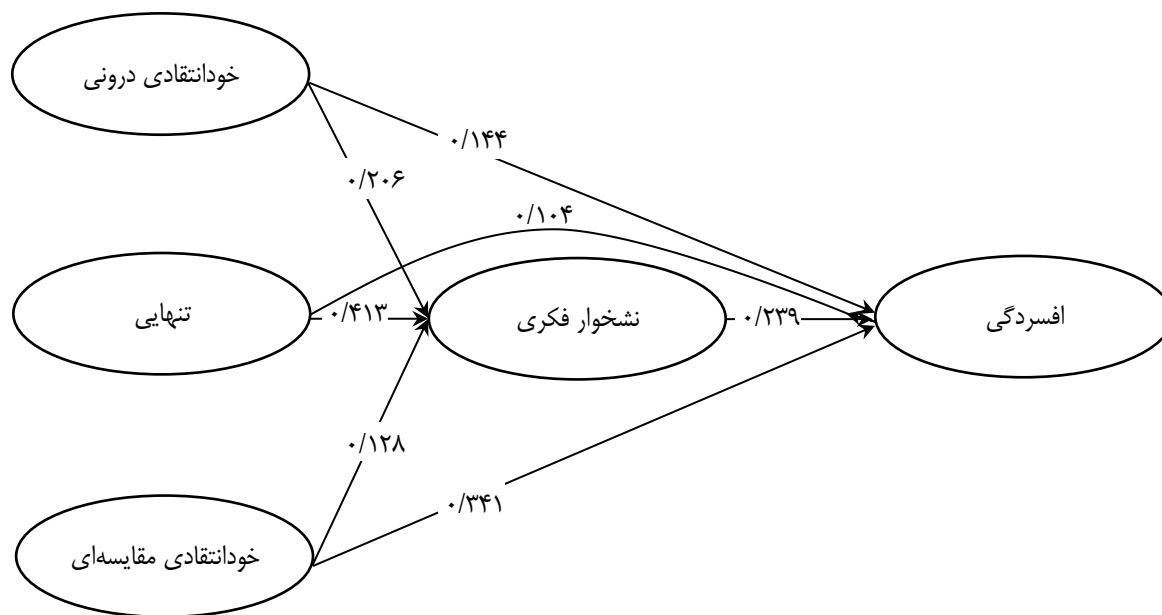 خودانتقادی درونی
۰/۱۴۴
۰/۲۰۶
۰/۱۰۴
تنهایی
۰/۴۱۳
نشخوار فکری
۰/۲۳۹
افسردگی
۰/۱۲۸
۰/۳۴۱
خودانتقادی مقایسه‌ای